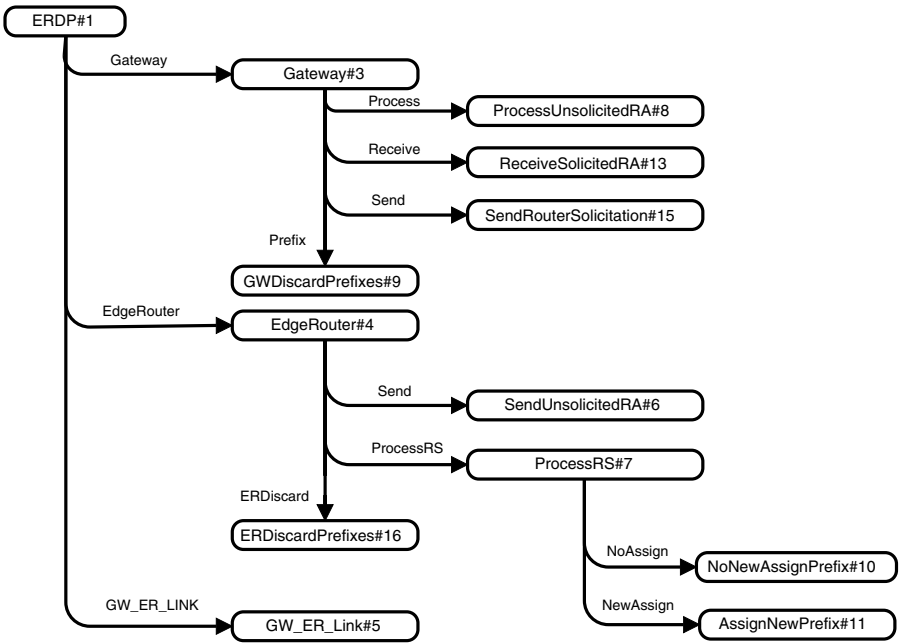 ERDP#1
Gateway
Gateway#3
Process
ProcessUnsolicitedRA#8
Receive
ReceiveSolicitedRA#13
Send
SendRouterSolicitation#15
Prefix
GWDiscardPrefixes#9
EdgeRouter
EdgeRouter#4
Send
SendUnsolicitedRA#6
ProcessRS
ProcessRS#7
ERDiscard
ERDiscardPrefixes#16
NoAssign
NoNewAssignPrefix#10
NewAssign
AssignNewPrefix#11
GW_ER_LINK
GW_ER_Link#5